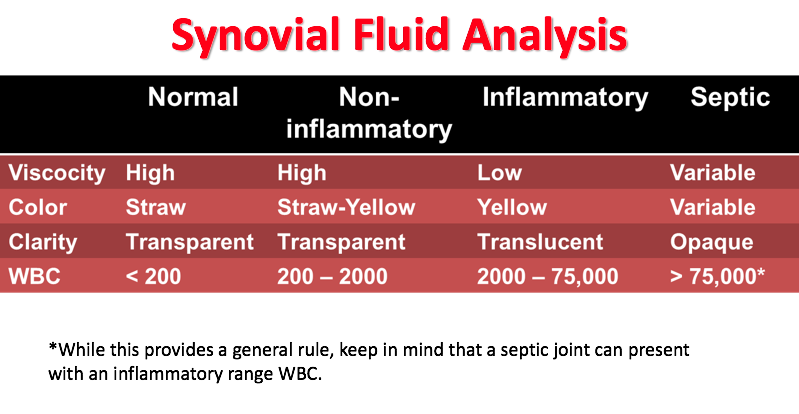 Synovial Fluid Analysis
Normal Non- Inflammatory Septic
inflammatory
Viscocity High High Low Variable
Color Straw Straw-Yellow Yellow Variable
Clarity Transparent Transparent Translucent Opaque
WBC < 200 200 – 2000 2000 – 75,000 > 75,000*
*While this provides a general rule, keep in mind that a septic joint can present
with an inflammatory range WBC.